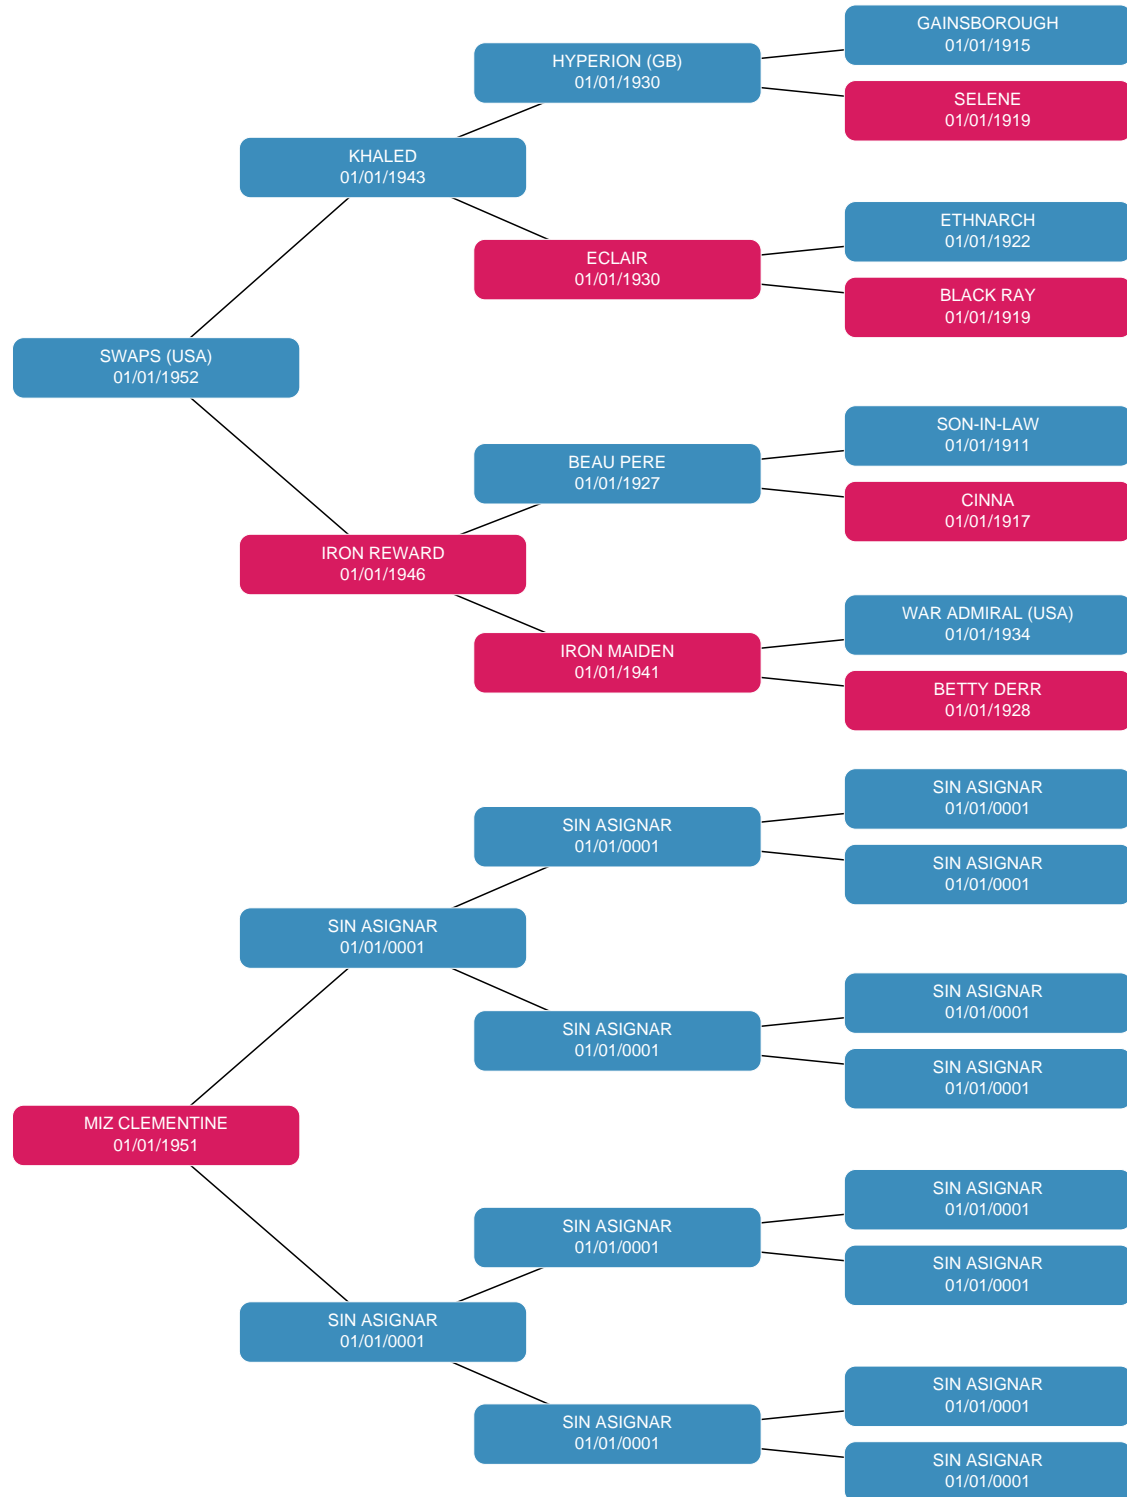 GAINSBOROUGH
01/01/1915
HYPERION (GB)
01/01/1930
SELENE
01/01/1919
KHALED
01/01/1943
ETHNARCH
01/01/1922
ECLAIR
01/01/1930
BLACK RAY
01/01/1919
SWAPS (USA)
01/01/1952
SON-IN-LAW
01/01/1911
BEAU PERE
01/01/1927
CINNA
01/01/1917
IRON REWARD
01/01/1946
WAR ADMIRAL (USA)
01/01/1934
IRON MAIDEN
01/01/1941
BETTY DERR
01/01/1928
SIN ASIGNAR
01/01/0001
SIN ASIGNAR
01/01/0001
SIN ASIGNAR
01/01/0001
SIN ASIGNAR
01/01/0001
SIN ASIGNAR
01/01/0001
SIN ASIGNAR
01/01/0001
SIN ASIGNAR
01/01/0001
MIZ CLEMENTINE
01/01/1951
SIN ASIGNAR
01/01/0001
SIN ASIGNAR
01/01/0001
SIN ASIGNAR
01/01/0001
SIN ASIGNAR
01/01/0001
SIN ASIGNAR
01/01/0001
SIN ASIGNAR
01/01/0001
SIN ASIGNAR
01/01/0001